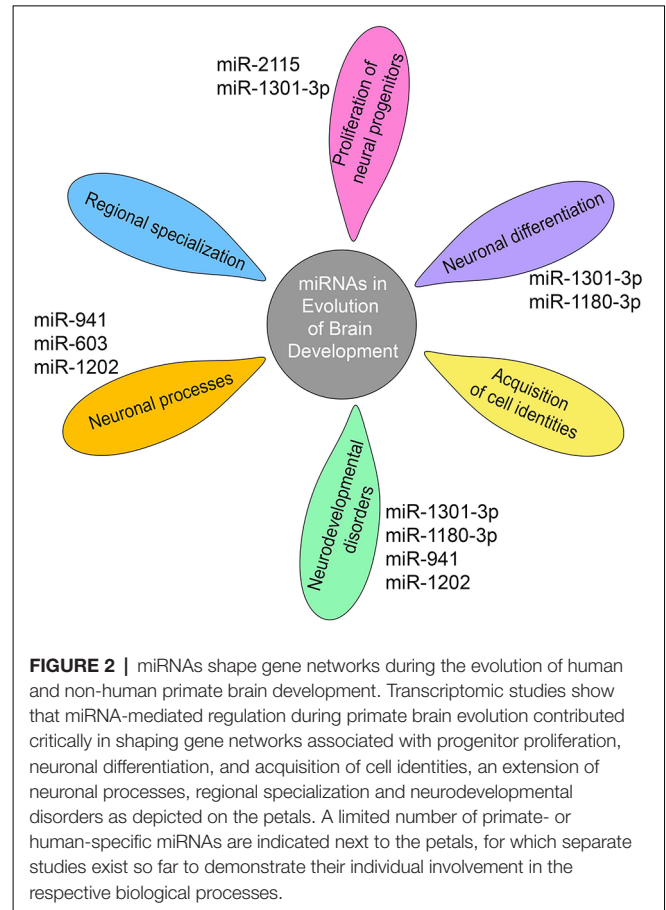 miR-2115
miR-1301-3p
Proliferation of
neural progenitors
Regional specialization
Neuronal differentiation
miR-1301-3p
miR-1180-3p
miRNAs in
Evolution
of Brain
Development
miR-941
miR-603
miR-1202
Neuronal processes
Acquisition
of cell identities
Neurodevelopmental
disorders
miR-1301-3p
miR-1180-3p
miR-941
miR-1202
FIGURE 2 | miRNAs shape gene networks during the evolution of human
and non-human primate brain development. Transcriptomic studies show
that miRNA-mediated regulation during primate brain evolution contributed
critically in shaping gene networks associated with progenitor proliferation,
neuronal differentiation, and acquisition of cell identities, an extension of
neuronal processes, regional specialization and neurodevelopmental
disorders as depicted on the petals. A limited number of primate- or
human-specific miRNAs are indicated next to the petals, for which separate
studies exist so far to demonstrate their individual involvement in the
respective biological processes.